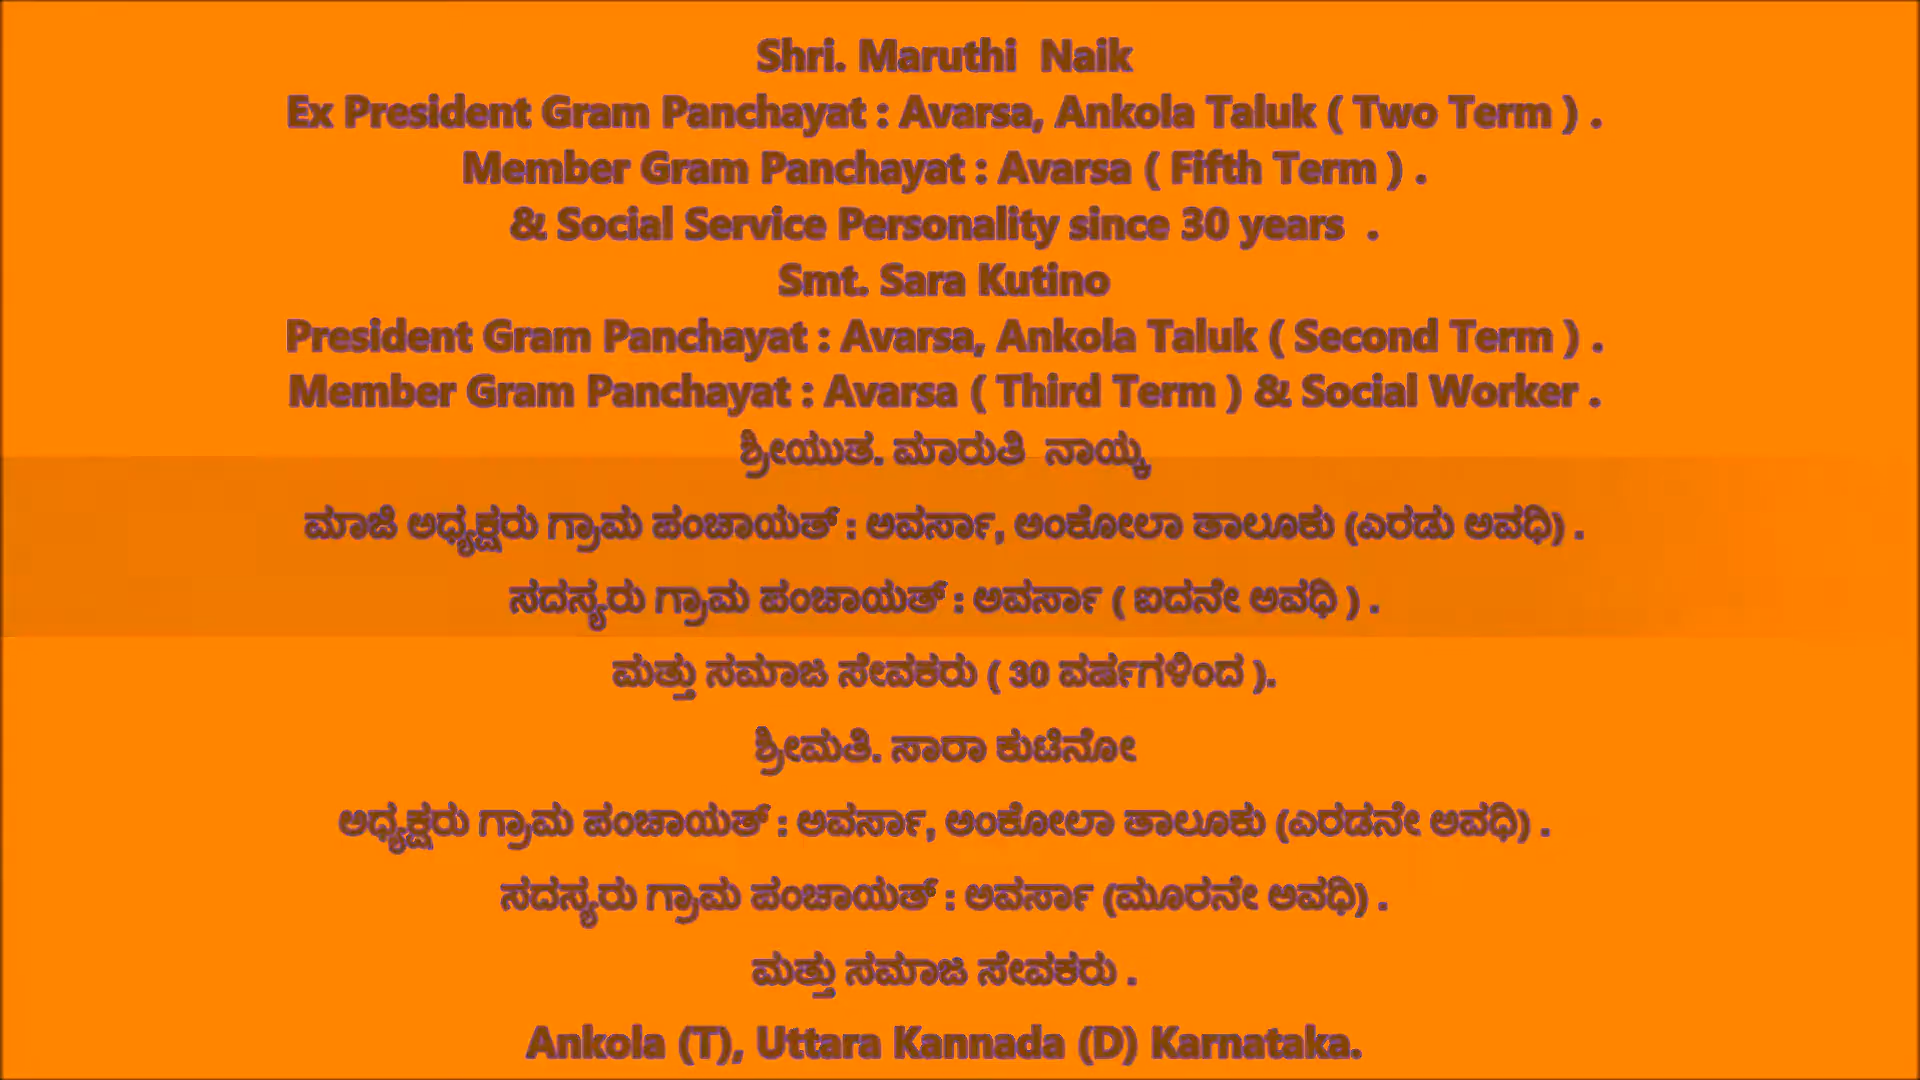 Shri. Maruthi  Naik
Ex President Gram Panchayat : Avarsa, Ankola Taluk ( Two Term ) .
Member Gram Panchayat : Avarsa ( Fifth Term ) .
& Social Service Personality since 30 years  .
Smt. Sara Kutino
President Gram Panchayat : Avarsa, Ankola Taluk ( Second Term ) .
Member Gram Panchayat : Avarsa ( Third Term ) & Social Worker .
ಶ್ರೀಯುತ. ಮಾರುತಿ  ನಾಯ್ಕ
ಮಾಜಿ ಅಧ್ಯಕ್ಷರು ಗ್ರಾಮ ಪಂಚಾಯತ್ : ಅವರ್ಸಾ, ಅಂಕೋಲಾ ತಾಲೂಕು (ಎರಡು ಅವಧಿ) .
ಸದಸ್ಯರು ಗ್ರಾಮ ಪಂಚಾಯತ್ : ಅವರ್ಸಾ ( ಐದನೇ ಅವಧಿ ) .
ಮತ್ತು ಸಮಾಜ ಸೇವಕರು ( 30 ವರ್ಷಗಳಿಂದ ).
ಶ್ರೀಮತಿ. ಸಾರಾ ಕುಟಿನೋ
ಅಧ್ಯಕ್ಷರು ಗ್ರಾಮ ಪಂಚಾಯತ್ : ಅವರ್ಸಾ, ಅಂಕೋಲಾ ತಾಲೂಕು (ಎರಡನೇ ಅವಧಿ) .
ಸದಸ್ಯರು ಗ್ರಾಮ ಪಂಚಾಯತ್ : ಅವರ್ಸಾ (ಮೂರನೇ ಅವಧಿ) .
ಮತ್ತು ಸಮಾಜ ಸೇವಕರು .
Ankola (T), Uttara Kannada (D) Karnataka.